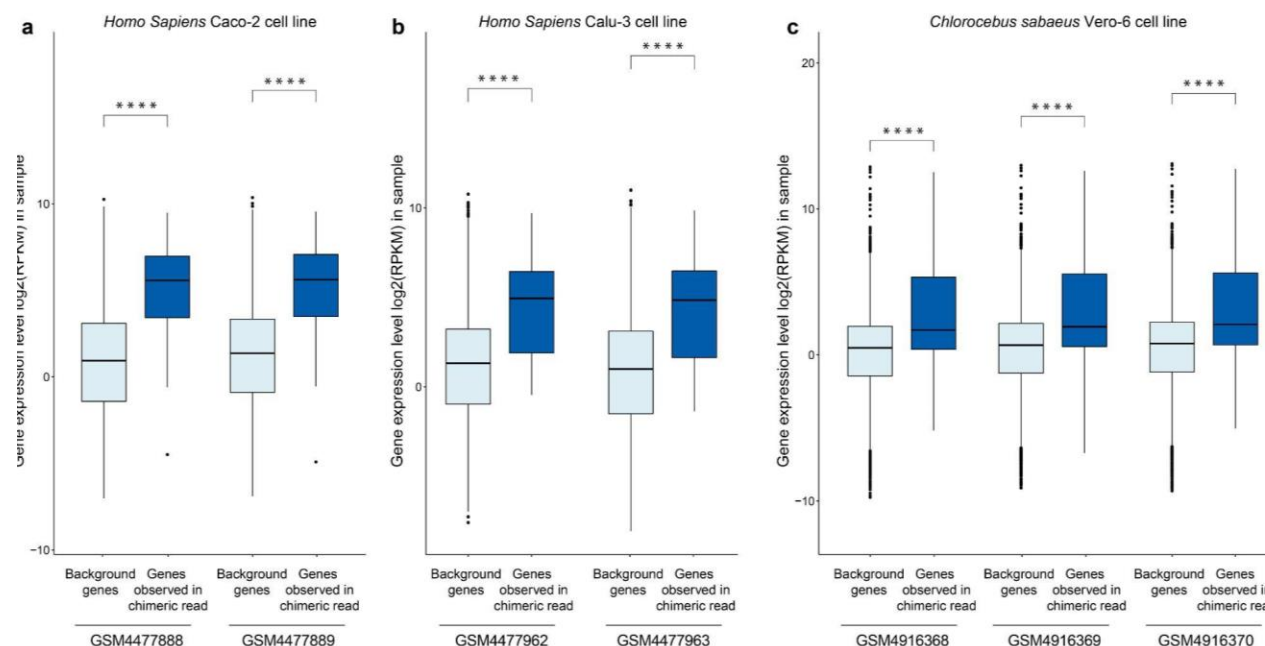 a
Homo Sapiens Caco-2 cell line
Gene expression level log2(RPKM) in sample
10
0
−10
****
****
Background genes
Genes observed in chimeric read
Background genes
Genes observed in chimeric read
GSM4477888
GSM4477889
b
Homo Sapiens Calu-3 cell line
Gene expression level log2(RPKM) in sample
10
0
****
****
Background genes
Genes observed in chimeric read
Background genes
Genes observed in chimeric read
GSM4477962
GSM4477963
c
Chlorocebus sabaeus Vero-6 cell line
Gene expression level log2(RPKM) in sample
20
10
0
−10
****
****
****
Background genes
Genes observed in chimeric read
Background genes
Genes observed in chimeric read
Background genes
Genes observed in chimeric read
GSM4916368
GSM4916369
GSM4916370